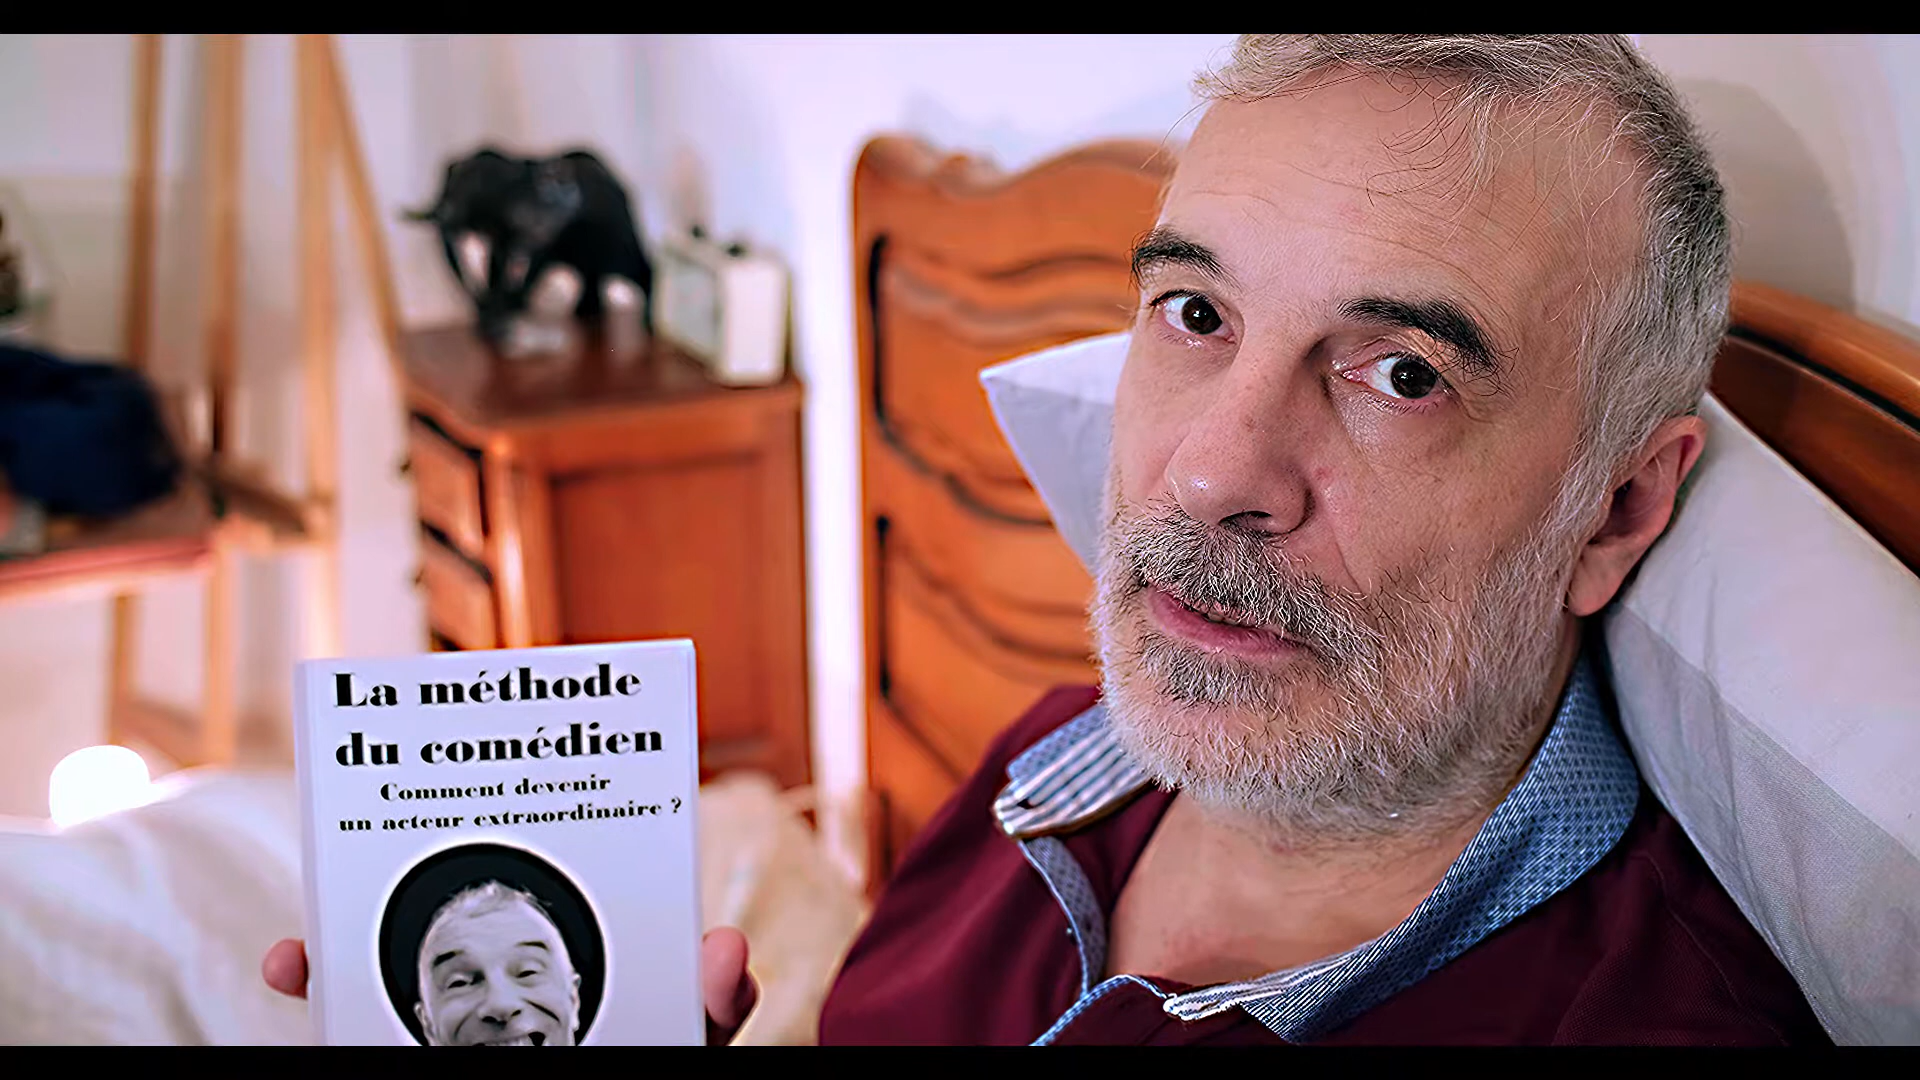 La méthode
du comédien
Comment devenir
un acteur extraordinaire ?